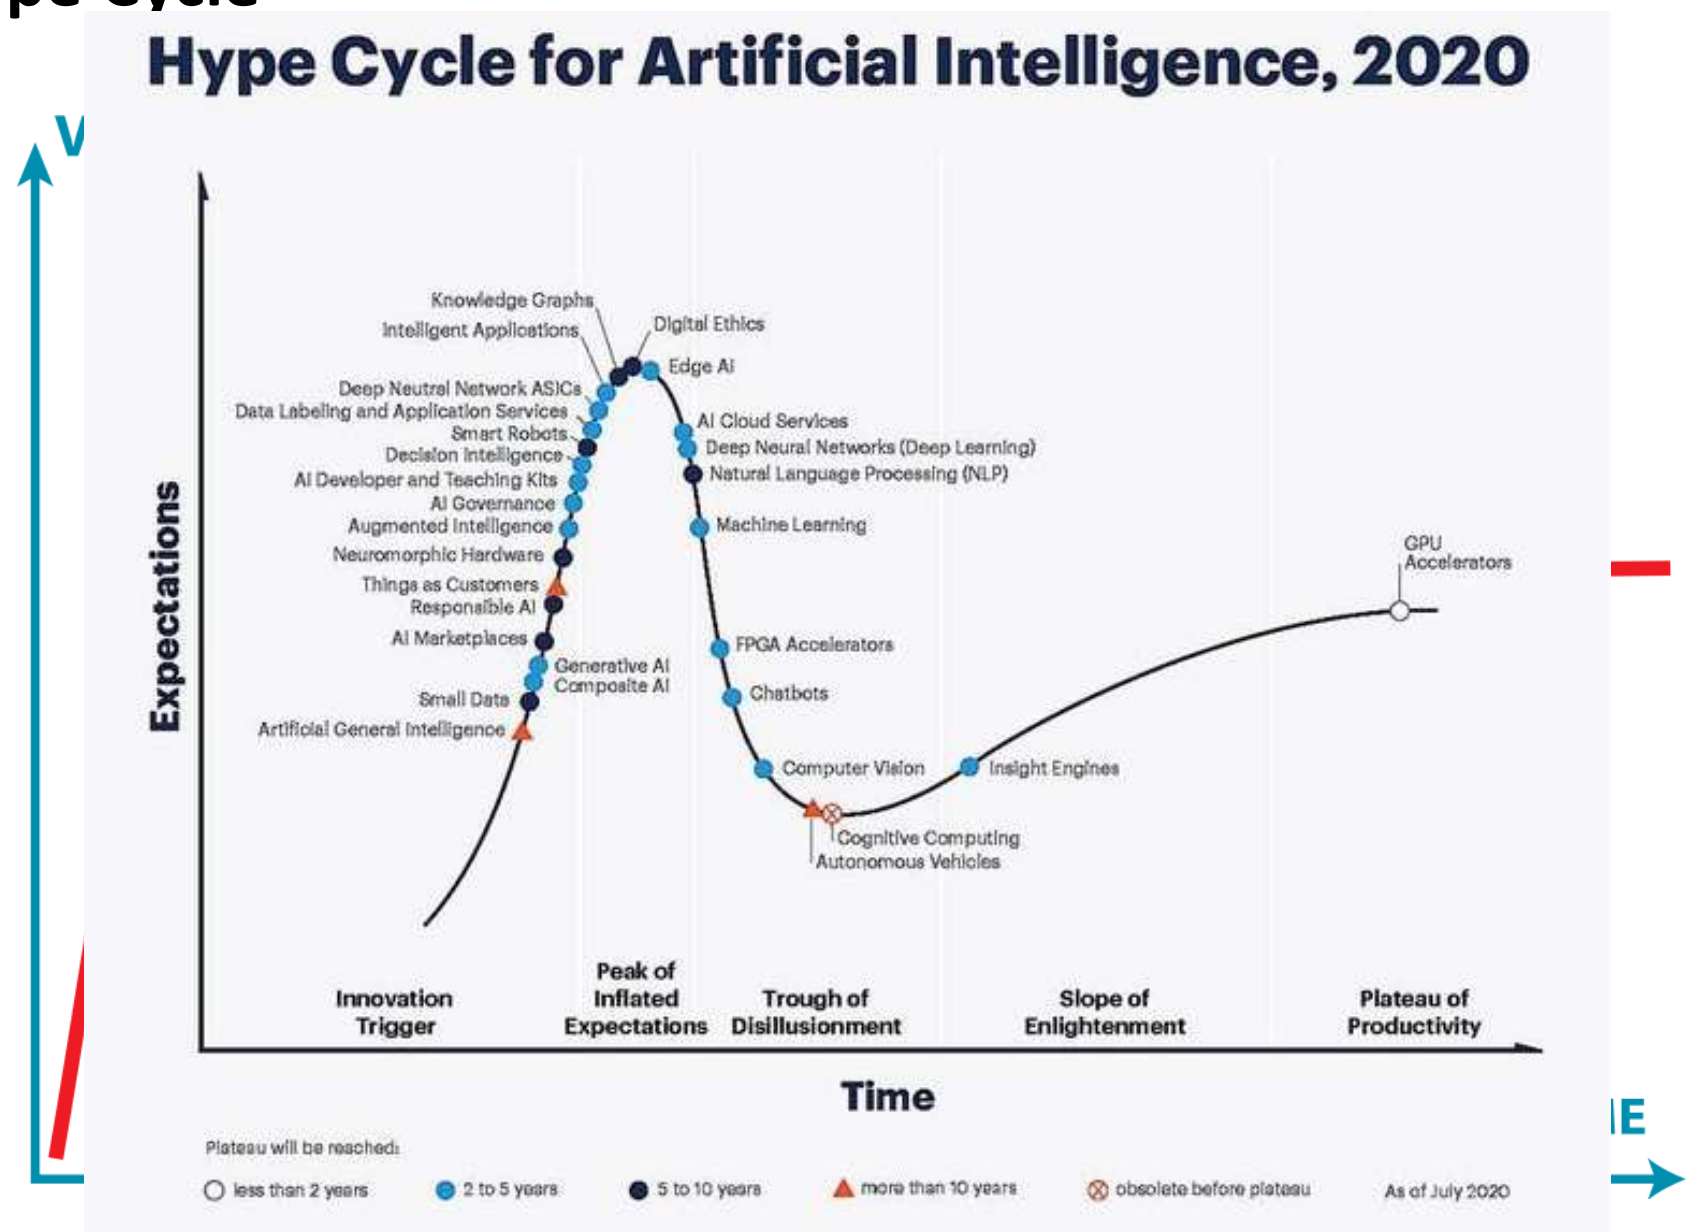 pe Cycle
Hype Cycle for Artificial Intelligence, 2020
V
Expectations
Knowledge Graphs
Digital Ethics
Intelligent Applications
Edge AI
Deep Neutral Network ASICs
Data Labeling and Application Services
AI Cloud Services
Smart Robots
Deep Neural Networks (Deep Learning)
Decision Intelligence
Natural Language Processing (NLP)
AI Developer and Teaching Kits
AI Governance
Augmented Intelligence
Machine Learning
Neuromorphic Hardware
GPU
Accelerators
Things as Customers
Responsible AI
AI Marketplaces
FPGA Accelerators
Generative AI
Composite AI
Chatbots
Small Data
Artificial General Intelligence
Computer Vision
Insight Engines
Cognitive Computing
Autonomous Vehicles
Innovation
Trigger
Peak of
Inflated
Expectations
Trough of
Disillusionment
Slope of
Enlightenment
Plateau of
Productivity
Time
IE
Plateau will be reached:
less than 2 years
2 to 5 years
5 to 10 years
more than 10 years
obsolete before plateau
As of July 2020